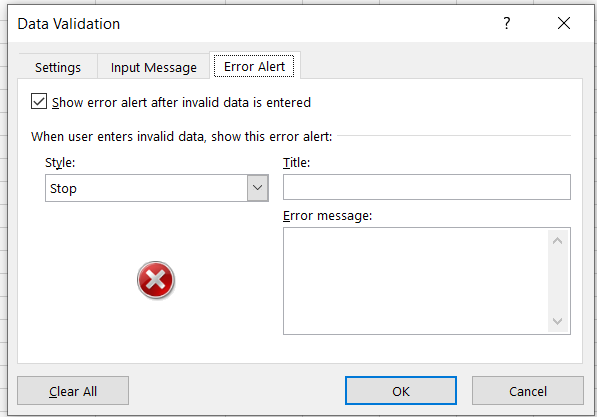 Data Validation
?
Settings
Input Message
Error Alert
Show error alert after invalid data is entered
When user enters invalid data, show this error alert:
Style:
Title:
Stop
Error message:
Clear All
OK
Cancel